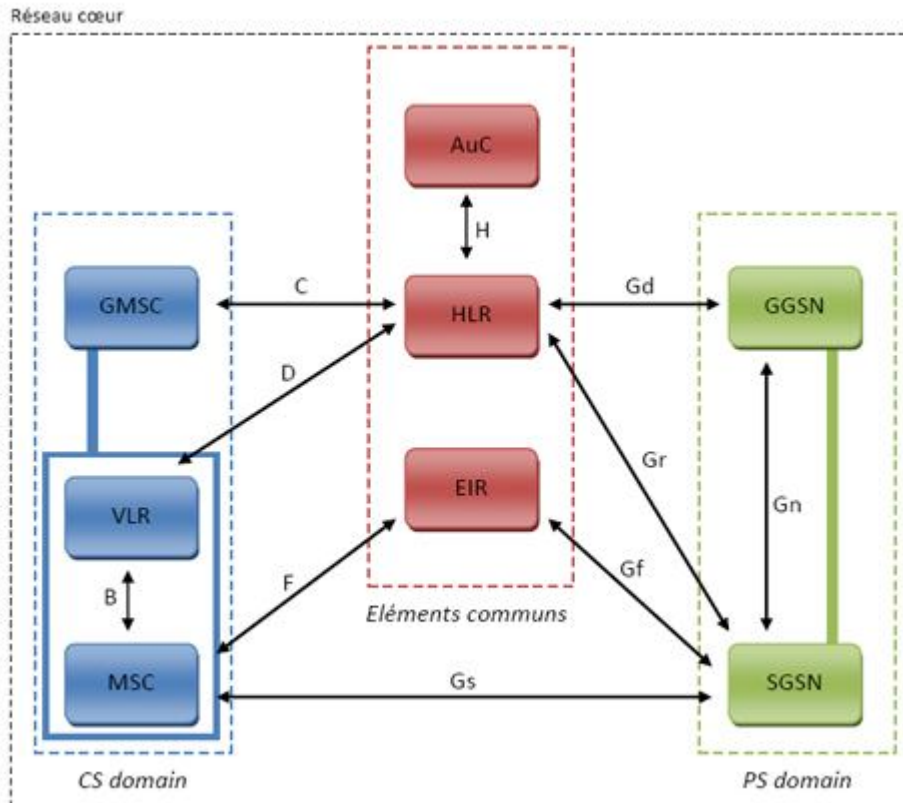 Réseau cœur
AuC
H
GMSC
C
HLR
Gd
GGSN
D
Gr
VLR
EIR
Gn
B
F
Gf
Eléments communs
MSC
Gs
SGSN
CS domain
PS domain